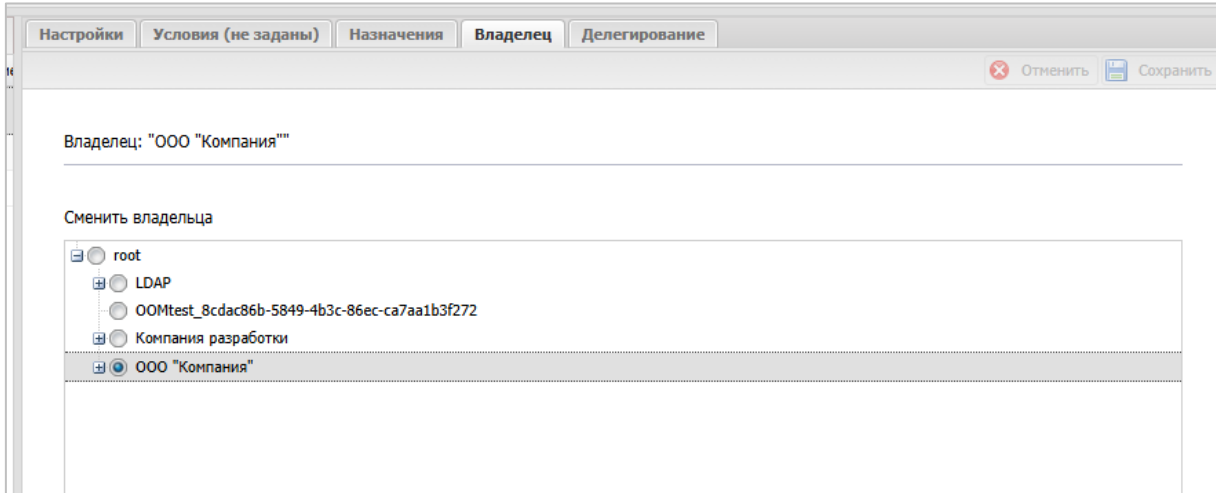 Настройки Условия (не заданы) Назначения Владелец Делегирование
Отменить Сохранить
Владелец: "ООО "Компания""
Сменить владельца
root
LDAP
OOMtest_8cdac86b-5849-4b3c-86ec-ca7aa1b3f272
Компания разработки
ООО "Компания"